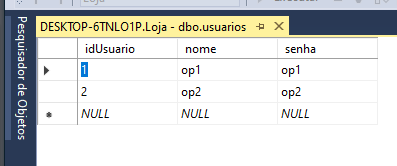 Loja
DESKTOP-6TNLO1P.Loja - dbo.usuarios
Pesquisador de Objetos
idUsuario nome senha
1 op1 op1
2 op2 op2
NULL NULL NULL